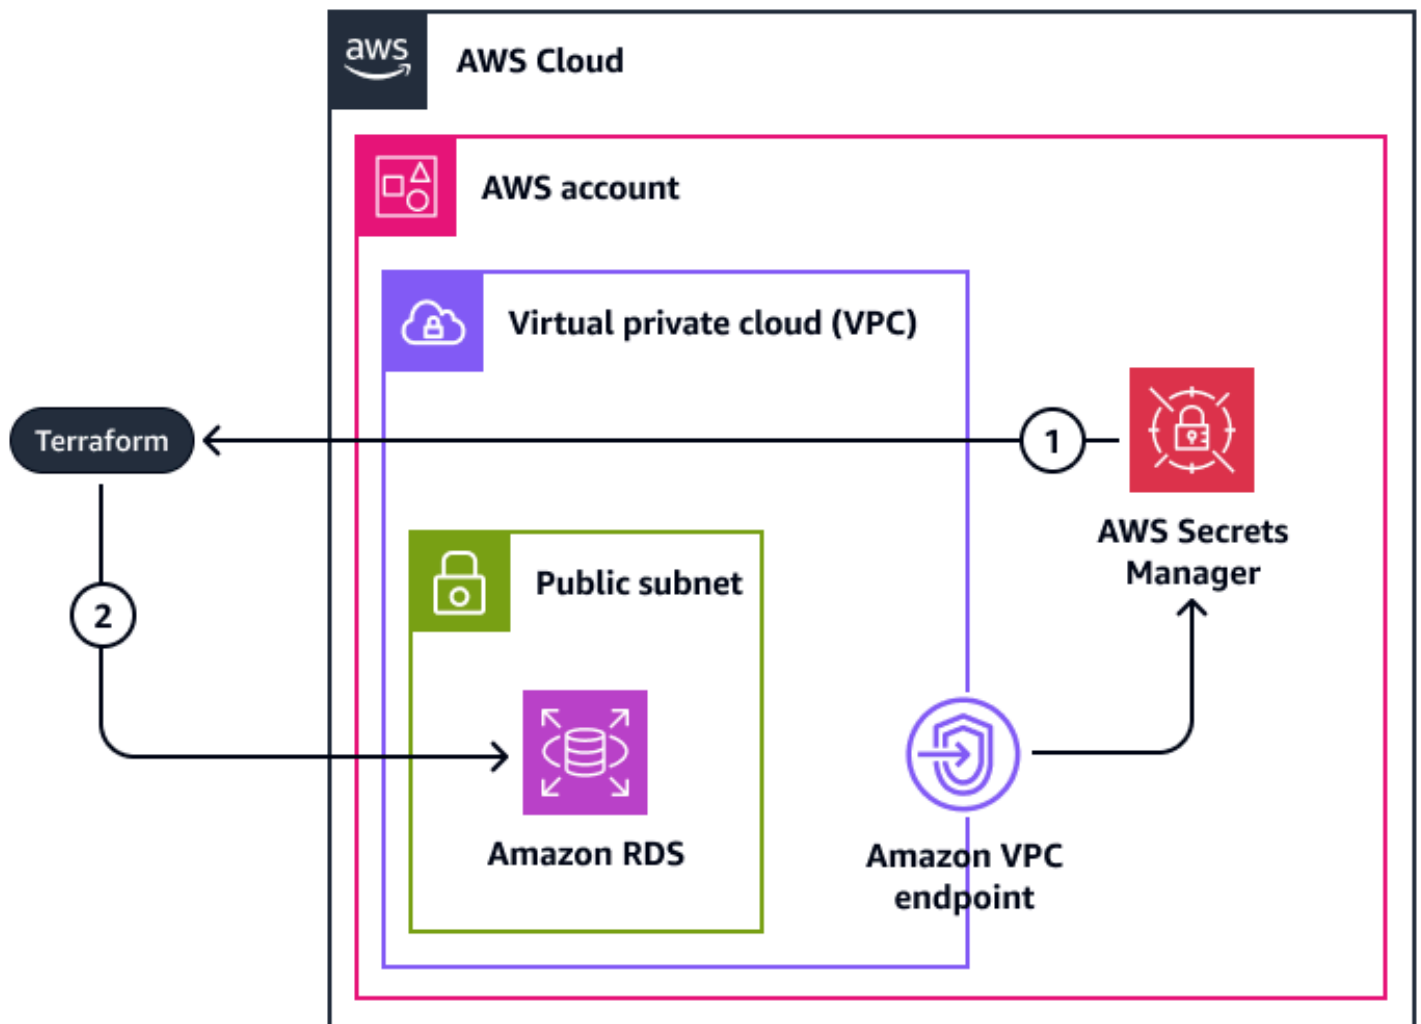 aws
AWS Cloud
AWS account
Virtual private cloud (VPC)
Terraform
1
AWS Secrets
Manager
Public subnet
2
Amazon RDS
Amazon VPC
endpoint